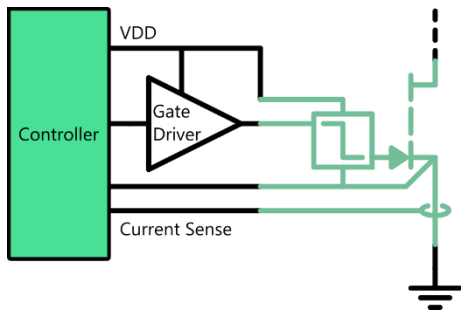 VDD
Gate
Driver
Controller
Current Sense